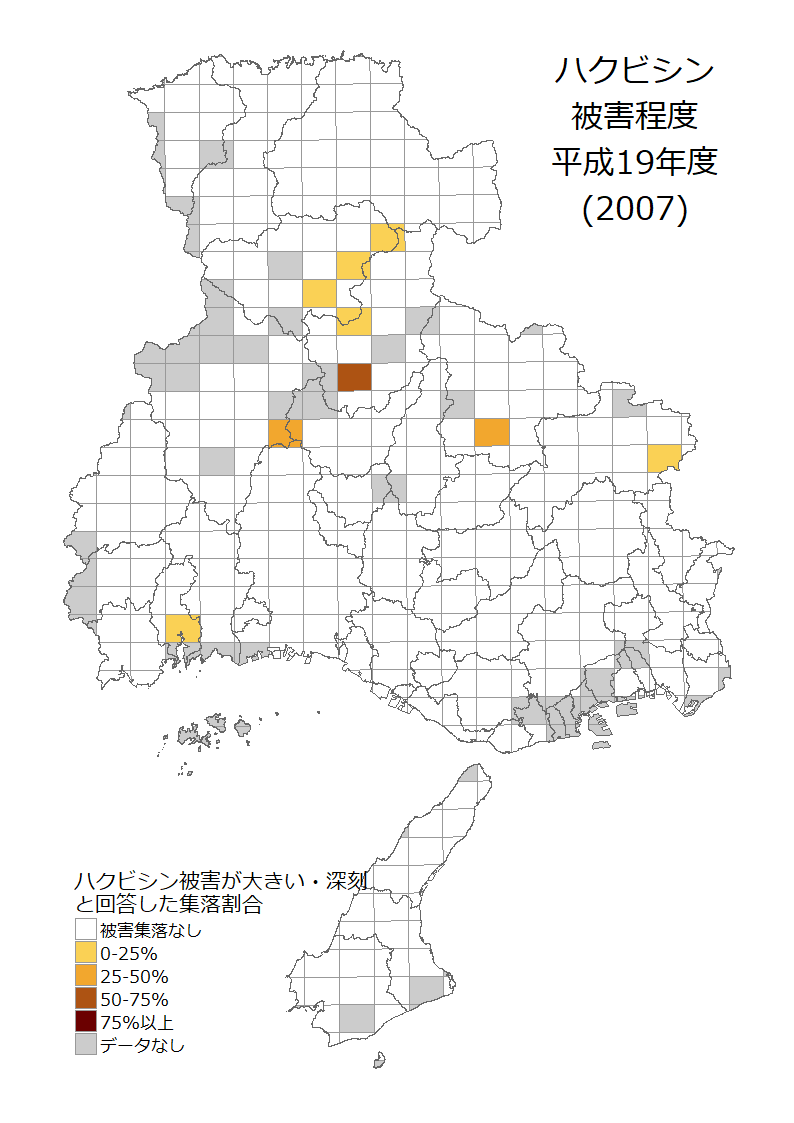 ハクビシン
被害程度
平成19年度
(2007)
ハクビシン被害が大きい・深刻
と回答した集落割合
被害集落なし
0-25%
25-50%
50-75%
75%以上
データなし